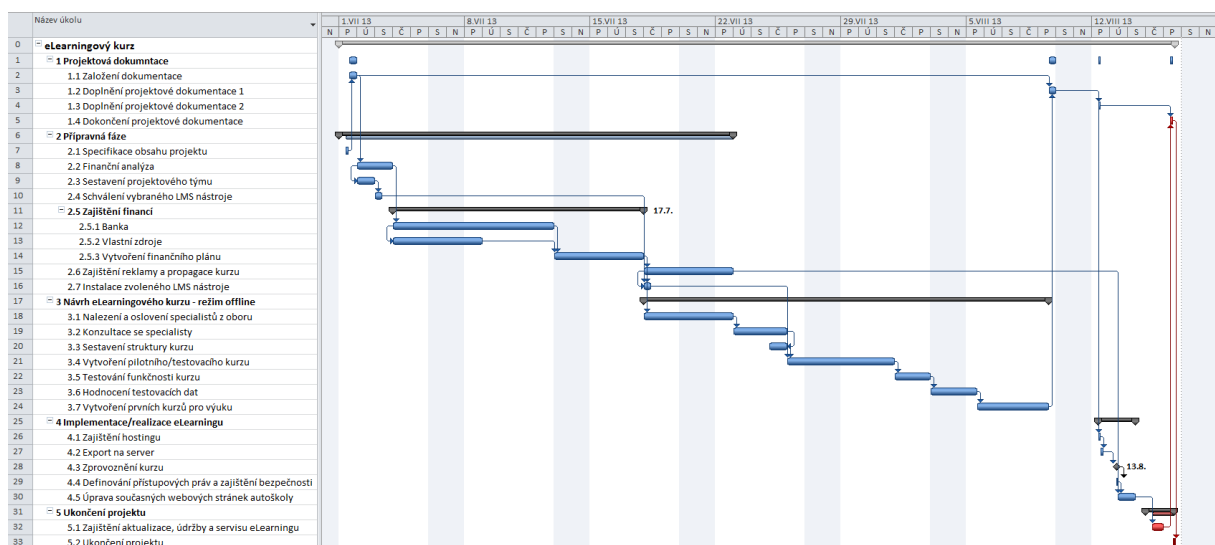 Název úkolu
1.VII 13 8.VII 13 15.VII 13 22.VII 13 29.VII 13 5.VIII 13 12.VIII 13
N P Ú S Č P S N P Ú S Č P S N P Ú S Č P S N P Ú S Č P S N P Ú S Č P S N P Ú S Č P S N P Ú S Č P S N
0 eLearningový kurz
1 1 Projektová dokumntace
2 1.1 Založení dokumentace
3 1.2 Doplnění projektové dokumentace 1
4 1.3 Doplnění projektové dokumentace 2
5 1.4 Dokončení projektové dokumentace
6 2 Přípravná fáze
7 2.1 Specifikace obsahu projektu
8 2.2 Finanční analýza
9 2.3 Sestavení projektového týmu
10 2.4 Schválení vybraného LMS nástroje
11 2.5 Zajištění financí 17.7.
12 2.5.1 Banka
13 2.5.2 Vlastní zdroje
14 2.5.3 Vytvoření finančního plánu
15 2.6 Zajištění reklamy a propagace kurzu
16 2.7 Instalace zvoleného LMS nástroje
17 3 Návrh eLearningového kurzu - režim offline
18 3.1 Nalezení a oslovení specialistů z oboru
19 3.2 Konzultace se specialisty
20 3.3 Sestavení struktury kurzu
21 3.4 Vytvoření pilotního/testovacího kurzu
22 3.5 Testování funkčnosti kurzu
23 3.6 Hodnocení testovacích dat
24 3.7 Vytvoření prvních kurzů pro výuku
25 4 Implementace/realizace eLearningu
26 4.1 Zajištění hostingu
27 4.2 Export na server
28 4.3 Zprovoznění kurzu 13.8.
29 4.4 Definování přístupových práv a zajištění bezpečnosti
30 4.5 Úprava současných webových stránek autoškoly
31 5 Ukončení projektu
32 5.1 Zajištění aktualizace, údržby a servisu eLearningu
33 5.2 Ukončení projektu